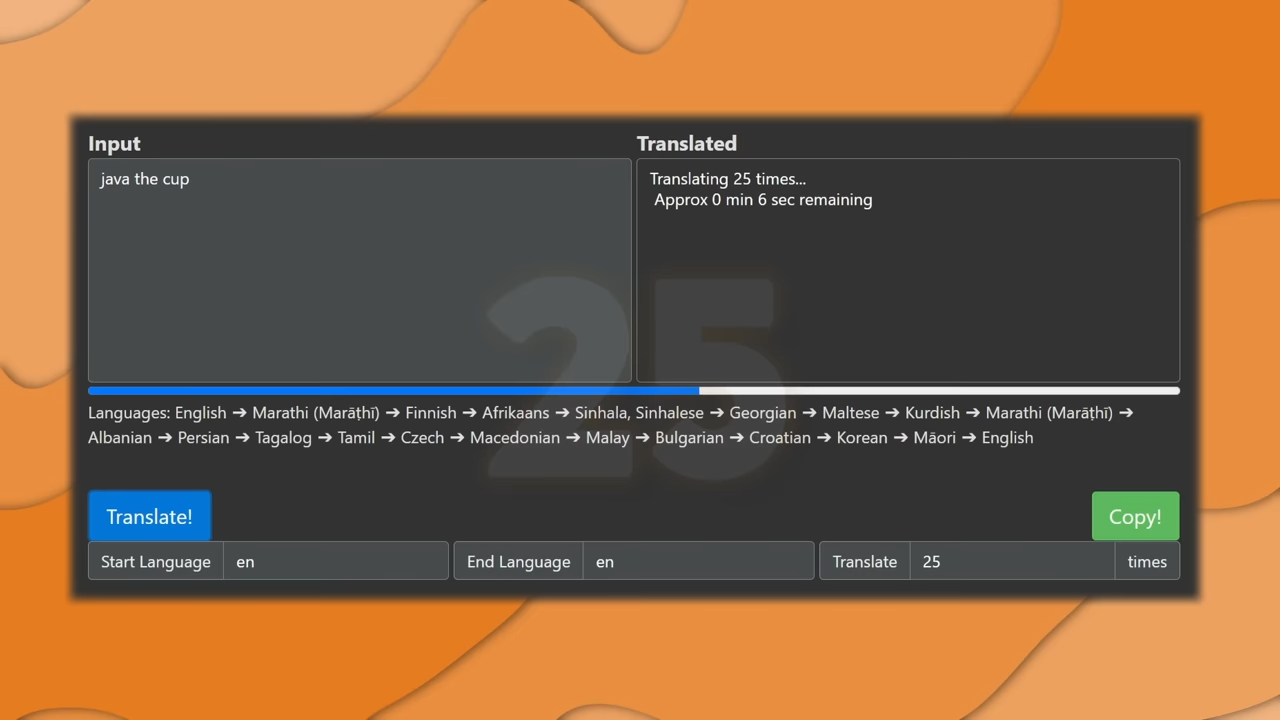 Input
Translated
java the cup
Translating 25 times...
Approx 0 min 6 sec remaining
25
Languages: English ➔ Marathi (Marāṭhī) ➔ Finnish ➔ Afrikaans ➔ Sinhala, Sinhalese ➔ Georgian ➔ Maltese ➔ Kurdish ➔ Marathi (Marāṭhī) ➔
Albanian ➔ Persian ➔ Tagalog ➔ Tamil ➔ Czech ➔ Macedonian ➔ Malay ➔ Bulgarian ➔ Croatian ➔ Korean ➔ Māori ➔ English
Translate!
Copy!
Start Language en End Language en Translate 25 times